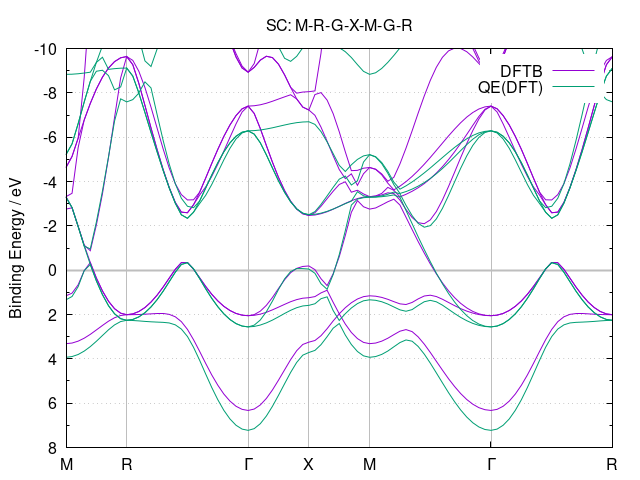 SC: M-R-G-X-M-G-R
-10
-8
-6
-4
-2
0
2
4
6
8
Binding Energy / eV
DFTB
QE(DFT)
M R Γ X M Γ R